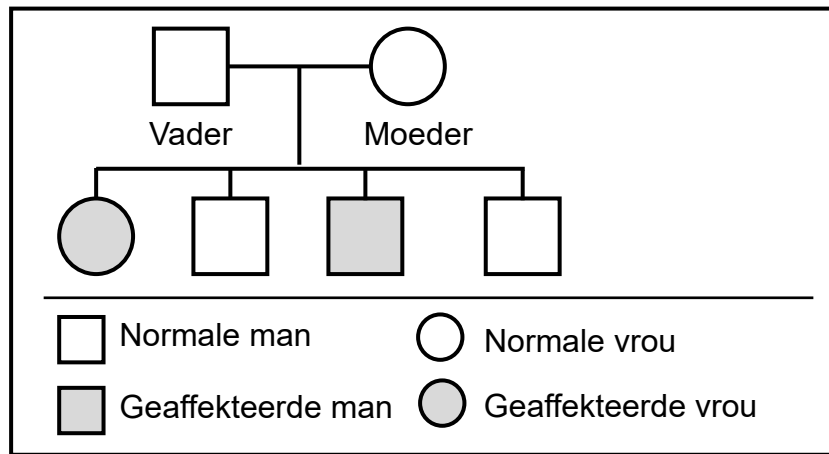 Vader Moeder
Normale man Normale vrou
Geaffekteerde man Geaffekteerde vrou